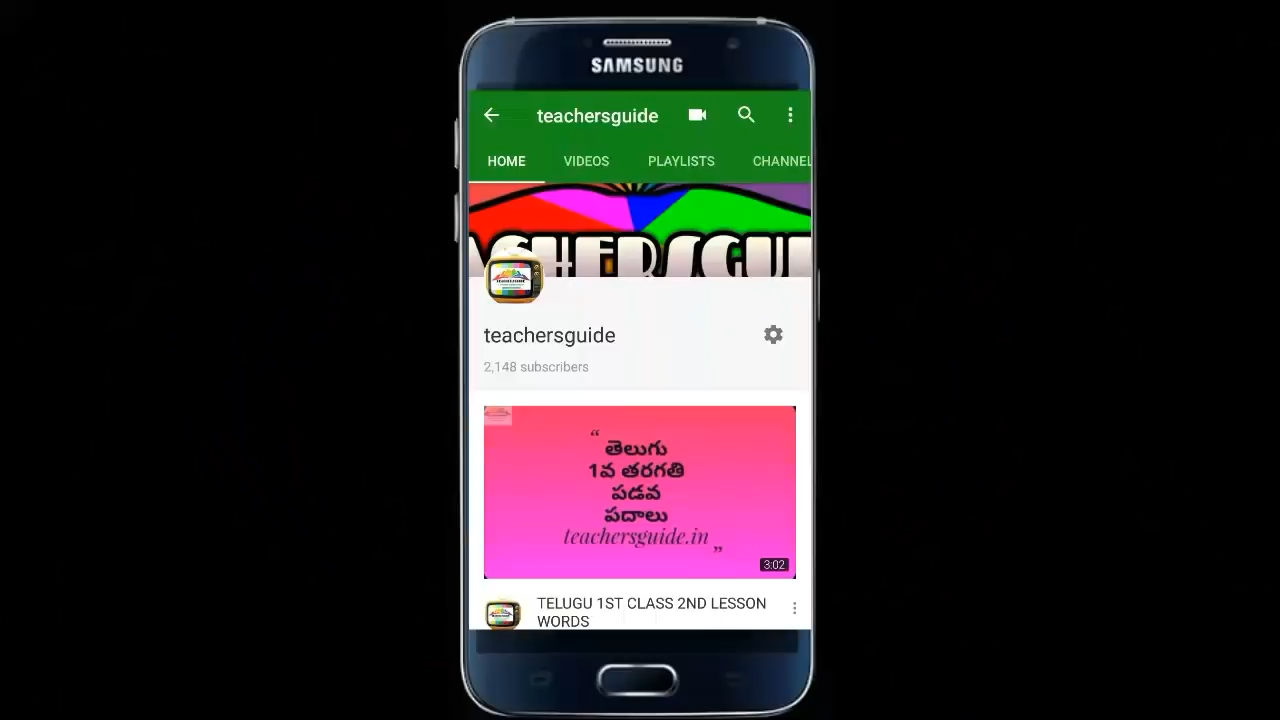 SAMSUNG
teachersguide
HOME VIDEOS PLAYLISTS CHANNEL
teachersguide
2,148 subscribers
“
తెలుగు
1వ తరగతి
పడవ
పదాలు
teachersguide.in
”
3:02
TELUGU 1ST CLASS 2ND LESSON
WORDS